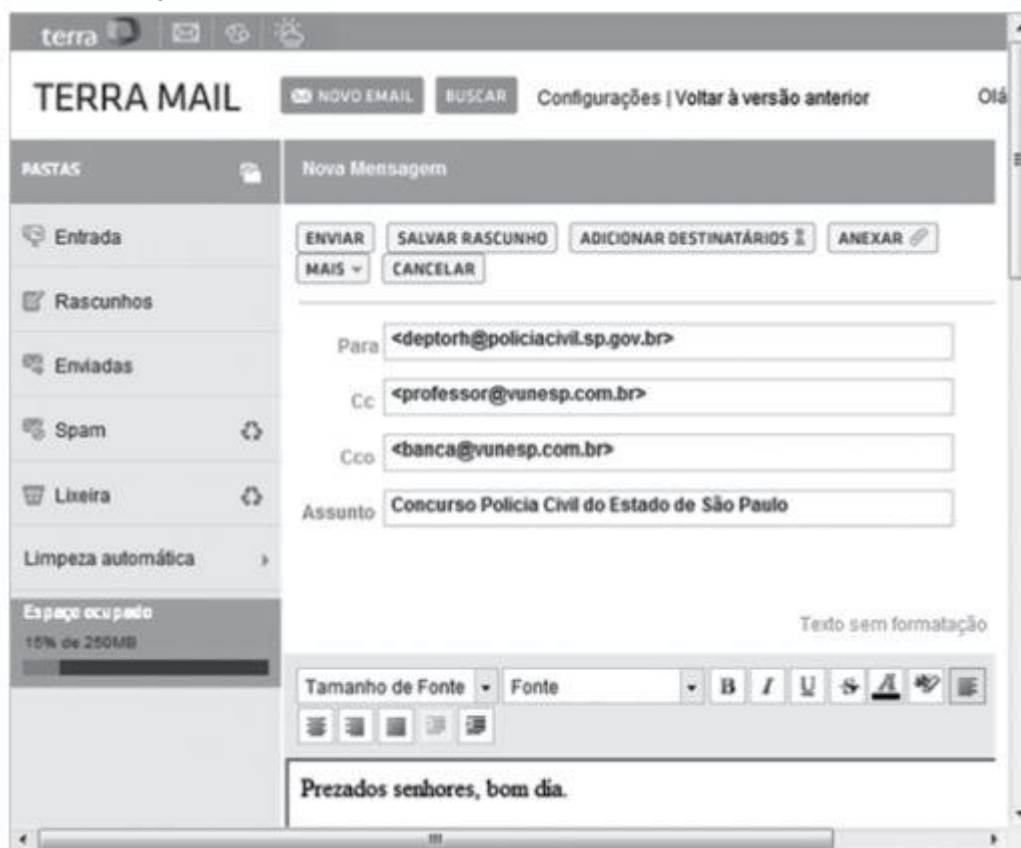 terra
TERRA MAIL
NOVO EMAIL BUSCAR Configurações | Voltar à versão anterior Olá
PASTAS
Nova Mensagem
Entrada
Rascunhos
Enviadas
Spam
Lixeira
Limpeza automática
Espaço ocupado
15% de 250MB
ENVIAR SALVAR RASCUNHO ADICIONAR DESTINATÁRIOS ANEXAR
MAIS CANCELAR
Para <deptorh@policiacivil.sp.gov.br>
Cc <professor@vunesp.com.br>
Cco <banca@vunesp.com.br>
Assunto Concurso Policia Civil do Estado de São Paulo
Texto sem formatação
Tamanho de Fonte Fonte B I U S A
Prezados senhores, bom dia.